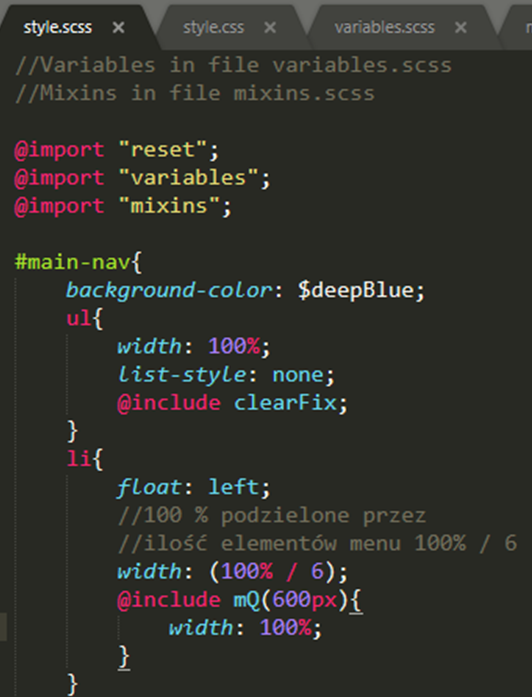 style.scss × style.css × variables.scss ×
//Variables in file variables.scss
//Mixins in file mixins.scss
@import "reset";
@import "variables";
@import "mixins";
#main-nav{
background-color: $deepBlue;
ul{
width: 100%;
list-style: none;
@include clearFix;
}
li{
float: left;
//100 % podzielone przez
//ilość elementów menu 100% / 6
width: (100% / 6);
@include mQ(600px){
width: 100%;
}
}